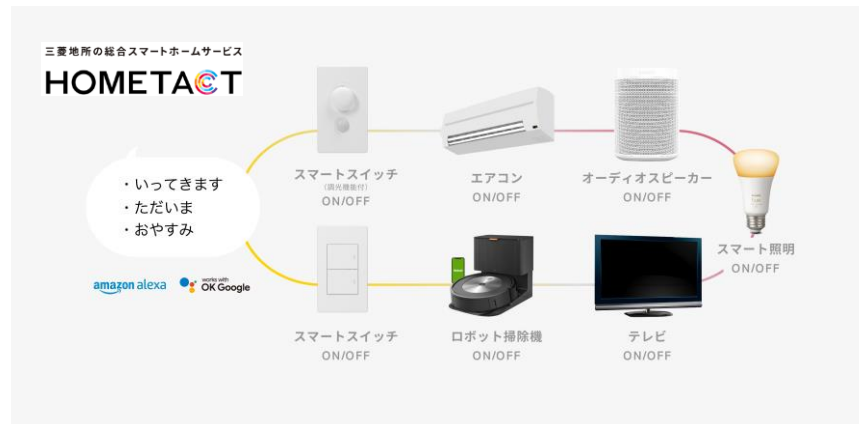 三菱地所の総合スマートホームサービス
HOMETACT
・いってきます
・ただいま
・おやすみ
amazon alexa
works with
OK Google
スマートスイッチ
(調光機能付)
ON/OFF
エアコン
ON/OFF
オーディオスピーカー
ON/OFF
スマート照明
ON/OFF
スマートスイッチ
ON/OFF
ロボット掃除機
ON/OFF
テレビ
ON/OFF